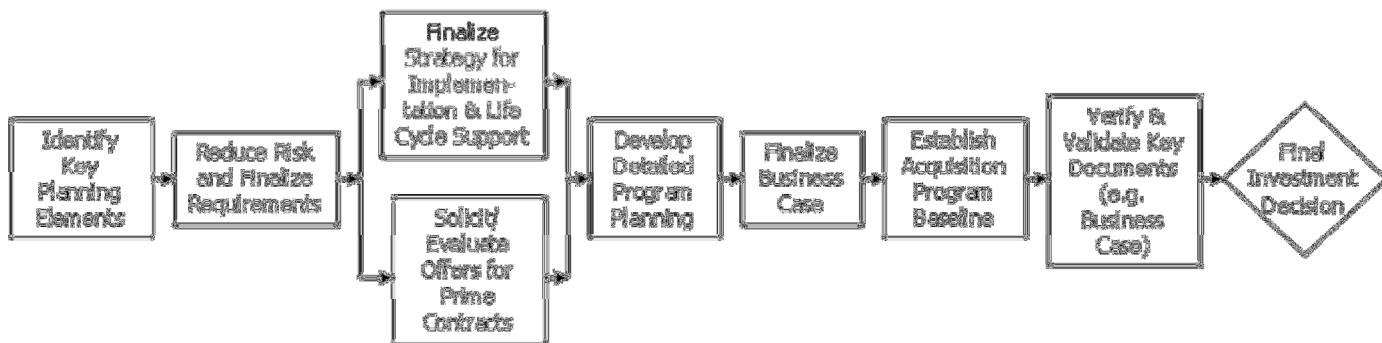 Identify
Key
Planning
Elements
Reduce Risk
and Finalize
Requirements
Finalize
Strategy for
Implemen-
tation & Life
Cycle Support
Solicit/
Evaluate
Offers for
Prime
Contracts
Develop
Detailed
Program
Planning
Finalize
Business
Case
Establish
Acquisition
Program
Baseline
Verify &
Validate Key
Documents
(e.g.
Business
Case)
Final
Investment
Decision